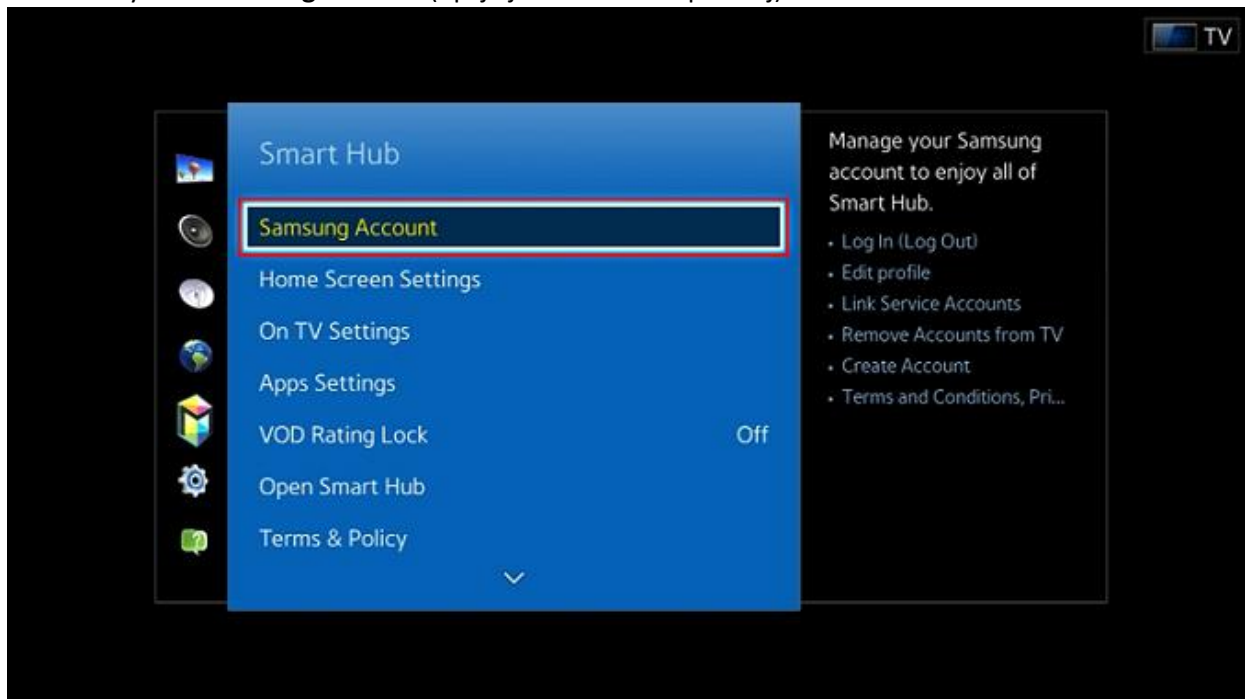 TV
Smart Hub
Samsung Account
Home Screen Settings
On TV Settings
Apps Settings
VOD Rating Lock Off
Open Smart Hub
Terms & Policy
Manage your Samsung
account to enjoy all of
Smart Hub.
• Log In (Log Out)
• Edit profile
• Link Service Accounts
• Remove Accounts from TV
• Create Account
• Terms and Conditions, Pri...